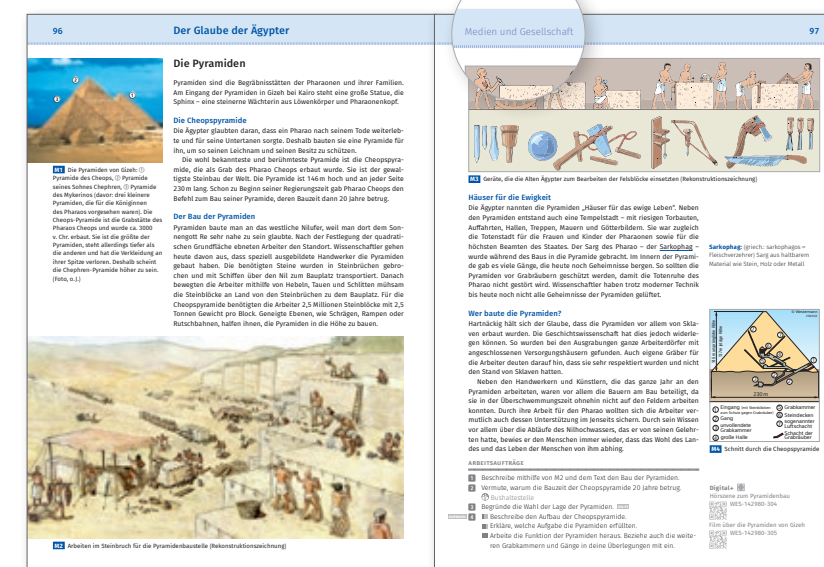 96
Der Glaube der Ägypter
M1 Die Pyramiden von Gizeh: ①
Pyramide des Cheops, ② Pyramide
seines Sohnes Chephren, ③ Pyramide
des Mykerinos (davor: drei kleinere
Pyramiden, die für die Königinnen
des Pharaos vorgesehen waren). Die
Cheops-Pyramide ist die Grabstätte des
Pharaos Cheops und wurde ca. 3000
v. Chr. erbaut. Sie ist die größte der
Pyramiden, steht allerdings tiefer als
die anderen und hat die Verkleidung an
ihrer Spitze verloren. Deshalb scheint
die Chephren-Pyramide höher zu sein.
(Foto, o.J.)
Die Pyramiden
Pyramiden sind die Begräbnisstätten der Pharaonen und ihrer Familien.
Am Eingang der Pyramiden in Gizeh bei Kairo steht eine große Statue, die
Sphinx – eine steinerne Wächterin aus Löwenkörper und Pharaonenkopf.
Die Cheopspyramide
Die Ägypter glaubten daran, dass ein Pharao nach seinem Tode weiterleb-
te und für seine Untertanen sorgte. Deshalb bauten sie eine Pyramide für
ihn, um so seinen Leichnam und seinen Besitz zu schützen.
Die wohl bekannteste und berühmteste Pyramide ist die Cheopspyra-
mide, die als Grab des Pharaos Cheops erbaut wurde. Sie ist der gewal-
tigste Steinbau der Welt. Die Pyramide ist 146 m hoch und an jeder Seite
230 m lang. Schon zu Beginn seiner Regierungszeit gab Pharao Cheops den
Befehl zum Bau seiner Pyramide, deren Bauzeit dann 20 Jahre betrug.
Der Bau der Pyramiden
Pyramiden baute man an das westliche Nilufer, weil man dort dem Son-
nengott Re sehr nahe zu sein glaubte. Nach der Festlegung der quadrati-
schen Grundfläche ebneten Arbeiter den Standort. Wissenschaftler gehen
heute davon aus, dass speziell ausgebildete Handwerker die Pyramiden
gebaut haben. Die benötigten Steine wurden in Steinbrüchen gebro-
chen und mit Schiffen über den Nil zum Bauplatz transportiert. Danach
bewegten die Arbeiter mithilfe von Hebeln, Tauen und Schlitten mühsam
die Steinblöcke an Land von den Steinbrüchen zu dem Bauplatz. Für die
Cheopspyramide benötigten die Arbeiter 2,5 Millionen Steinblöcke mit 2,5
Tonnen Gewicht pro Block. Geneigte Ebenen, wie Schrägen, Rampen oder
Rutschbahnen, halfen ihnen, die Pyramiden in die Höhe zu bauen.
M2 Arbeiten im Steinbruch für die Pyramidenbaustelle (Rekonstruktionszeichnung)
Medien und Gesellschaft
97
M3 Geräte, die die Alten Ägypter zum Bearbeiten der Felsblöcke einsetzten (Rekonstruktionszeichnung)
Häuser für die Ewigkeit
Die Ägypter nannten die Pyramiden „Häuser für das ewige Leben“. Neben
den Pyramiden entstand auch eine Tempelstadt – mit riesigen Torbauten,
Auffahrten, Hallen, Treppen, Mauern und Götterbildern. Sie war zugleich
die Totenstadt für die Frauen und Kinder der Pharaonen sowie für die
höchsten Beamten des Staates. Der Sarg des Pharao – der Sarkophag –
wurde während des Baus in die Pyramide gebracht. Im Innern der Pyrami-
de gab es viele Gänge, die heute noch Geheimnisse bergen. So sollten die
Pyramiden vor Grabräubern geschützt werden, damit die Totenruhe des
Pharao nicht gestört wird. Wissenschaftler haben trotz moderner Technik
bis heute noch nicht alle Geheimnisse der Pyramiden gelüftet.
Sarkophag: (griech.: sarkophagos =
Fleischverzehrer) Sarg aus haltbarem
Material wie Stein, Holz oder Metall
Wer baute die Pyramiden?
Hartnäckig hält sich der Glaube, dass die Pyramiden vor allem von Skla-
ven erbaut wurden. Die Geschichtswissenschaft hat dies jedoch widerle-
gen können. So wurden bei den Ausgrabungen ganze Arbeiterdörfer mit
angeschlossenen Versorgungshäusern gefunden. Auch eigene Gräber für
die Arbeiter deuten darauf hin, dass sie sehr respektiert wurden und nicht
den Stand von Sklaven hatten.
Neben den Handwerkern und Künstlern, die das ganze Jahr an den
Pyramiden arbeiteten, waren vor allem die Bauern am Bau beteiligt, da
sie in der Überschwemmungszeit ohnehin nicht auf den Feldern arbeiten
konnten. Durch ihre Arbeit für den Pharao wollten sich die Arbeiter ver-
mutlich auch dessen Unterstützung im Jenseits sichern. Durch sein Wissen
vor allem über die Abläufe des Nilhochwassers, das er von seinen Gelehr-
ten hatte, bewies er den Menschen immer wieder, dass das Wohl des Lan-
des und das Leben der Menschen von ihm abhing.
230 m
① Eingang
② Gang
③ unvollendete
Grabkammer
④ große Halle
⑤ Grabkammer
⑥ Steindecken
⑦ sogenannter
Luftschacht
Schacht der
Grabräuber
M4 Schnitt durch die Cheopspyramide
ARBEITSAUFTRÄGE
1 Beschreibe mithilfe von M2 und dem Text den Bau der Pyramiden.
2 Vermute, warum die Bauzeit der Cheopspyramide 20 Jahre betrug.
Bushaltestelle
3 Begründe die Wahl der Lage der Pyramiden.
4 Beschreibe den Aufbau der Cheopspyramide.
Erkläre, welche Aufgabe die Pyramiden erfüllten.
Arbeite die Funktion der Pyramiden heraus. Beziehe auch die weite-
ren Grabkammern und Gänge in deine Überlegungen mit ein.
Digital+
Hörszene zum Pyramidenbau
WES-142980-304
Film über die Pyramiden von Gizeh
WES-142980-305